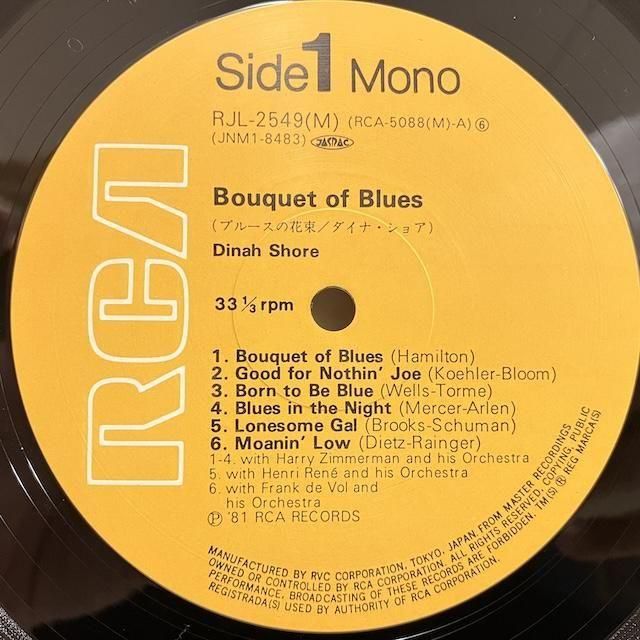 Side 1 Mono
RJL-2549(M) (RCA-5088(M)-A)⑥
(JNM1-8483) JASRAC
RCA
Bouquet of Blues
(ブルースの花束/ダイナ・ショア)
Dinah Shore
33 1/3 rpm
1. Bouquet of Blues (Hamilton)
2. Good for Nothin' Joe (Koehler-Bloom)
3. Born to Be Blue (Wells-Torme)
4. Blues in the Night (Mercer-Arlen)
5. Lonesome Gal (Brooks-Schuman)
6. Moanin' Low (Dietz-Rainger)
1-4. with Harry Zimmerman and his Orchestra
5. with Henri René and his Orchestra
6. with Frank de Vol and
his Orchestra
Ⓟ '81 RCA RECORDS
MANUFACTURED BY RVC CORPORATION, TOKYO, JAPAN FROM MASTER RECORDINGS
OWNED OR CONTROLLED BY RCA CORPORATION. ALL RIGHTS RESERVED. COPYING, PUBLIC
PERFORMANCE, BROADCASTING OF THESE RECORDS ARE FORBIDDEN. TM(S) ® REG MARCA(S)
REGISTRADA(S) USED BY AUTHORITY OF RCA CORPORATION.